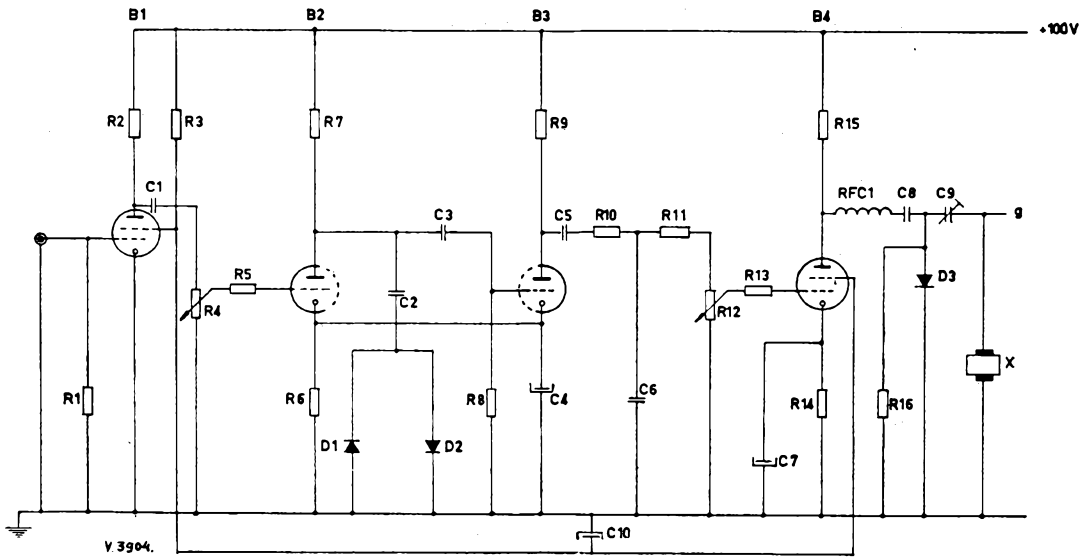 B1 B2 B3 B4
+100V
R2 R3 R7 R9 R15
C1 RFC1 C8 C9
C3 C5 R10 R11 g
R5 R13
R4 C2 R12 D3
X
R1 R6 R8 C4 C6 R14 R16
D1 D2
C7
C10
V.3904.